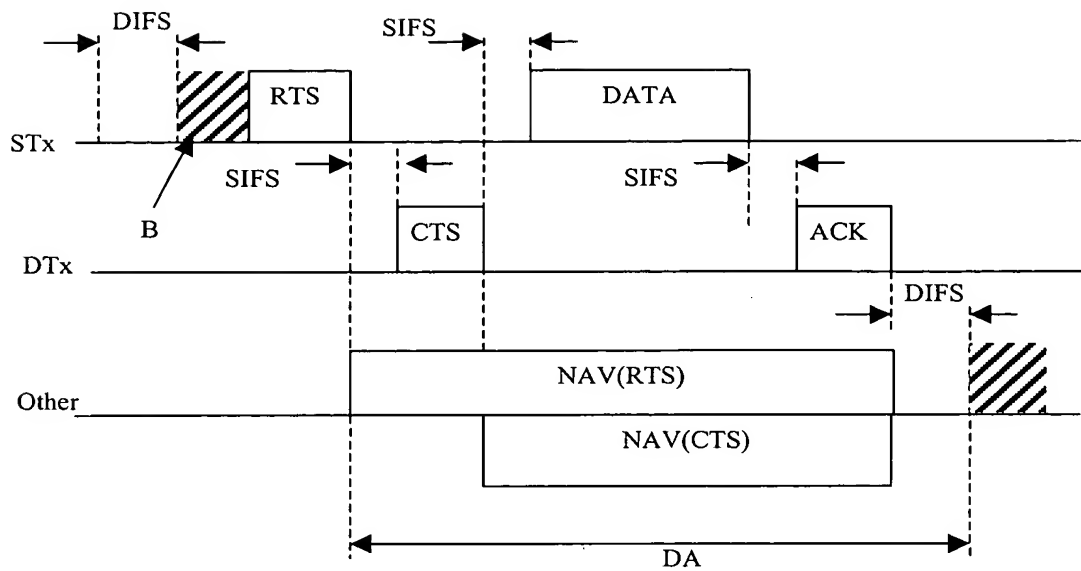 DIFS
SIFS
RTS
DATA
STx
SIFS
SIFS
B
CTS
ACK
DTx
DIFS
NAV(RTS)
Other
NAV(CTS)
DA